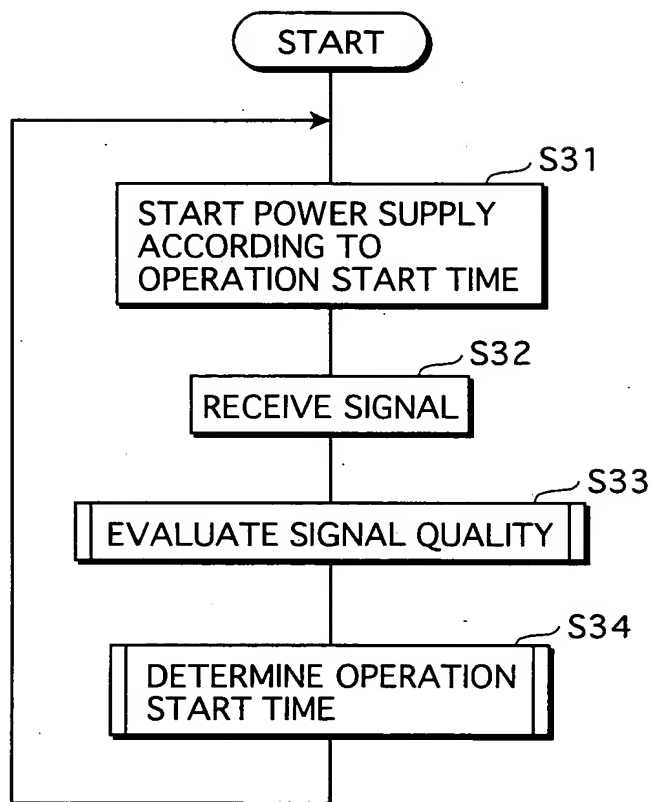 START
S31
START POWER SUPPLY
ACCORDING TO
OPERATION START TIME
S32
RECEIVE SIGNAL
S33
EVALUATE SIGNAL QUALITY
S34
DETERMINE OPERATION
START TIME